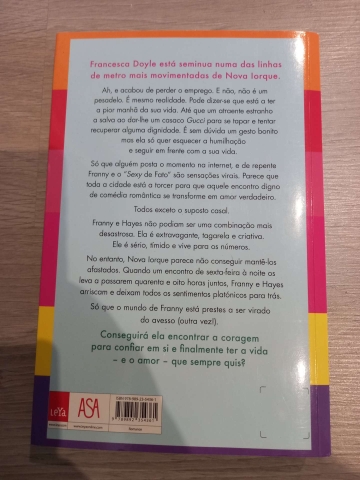 Francesca Doyle está seminua numa das linhas
de metro mais movimentadas de Nova Iorque.
Ah, e acabou de perder o emprego. E não, não é um
pesadelo. É mesmo realidade. Pode dizer-se que está a ter
a pior manhã da sua vida. Até que um atraente estranho
a salva ao dar-lhe um casaco Gucci para se tapar e tentar
recuperar alguma dignidade. É sem dúvida um gesto bonito
mas ela só quer esquecer a humilhação
e seguir em frente com a sua vida.
Só que alguém posta o momento na internet, e de repente
Franny e o "Sexy de Fato" são sensações virais. Parece que
toda a cidade está a torcer para que aquele encontro digno
de comédia romântica se transforme em amor verdadeiro.
Todos exceto o suposto casal.
Franny e Hayes não podiam ser uma combinação mais
desastrosa. Ela é extravagante, tagarela e criativa.
Ele é sério, tímido e vive para os números.
No entanto, Nova Iorque parece não conseguir mantê-los
afastados. Quando um encontro de sexta-feira à noite os
leva a passarem quarenta e oito horas juntos, Franny e Hayes
arriscam e deixam todos os sentimentos platónicos para trás.
Só que o mundo de Franny está prestes a ser virado
do avesso (outra vez!).
Conseguirá ela encontrar a coragem
para confiar em si e finalmente ter a vida
– e o amor – que sempre quis?
LeYa
ASA